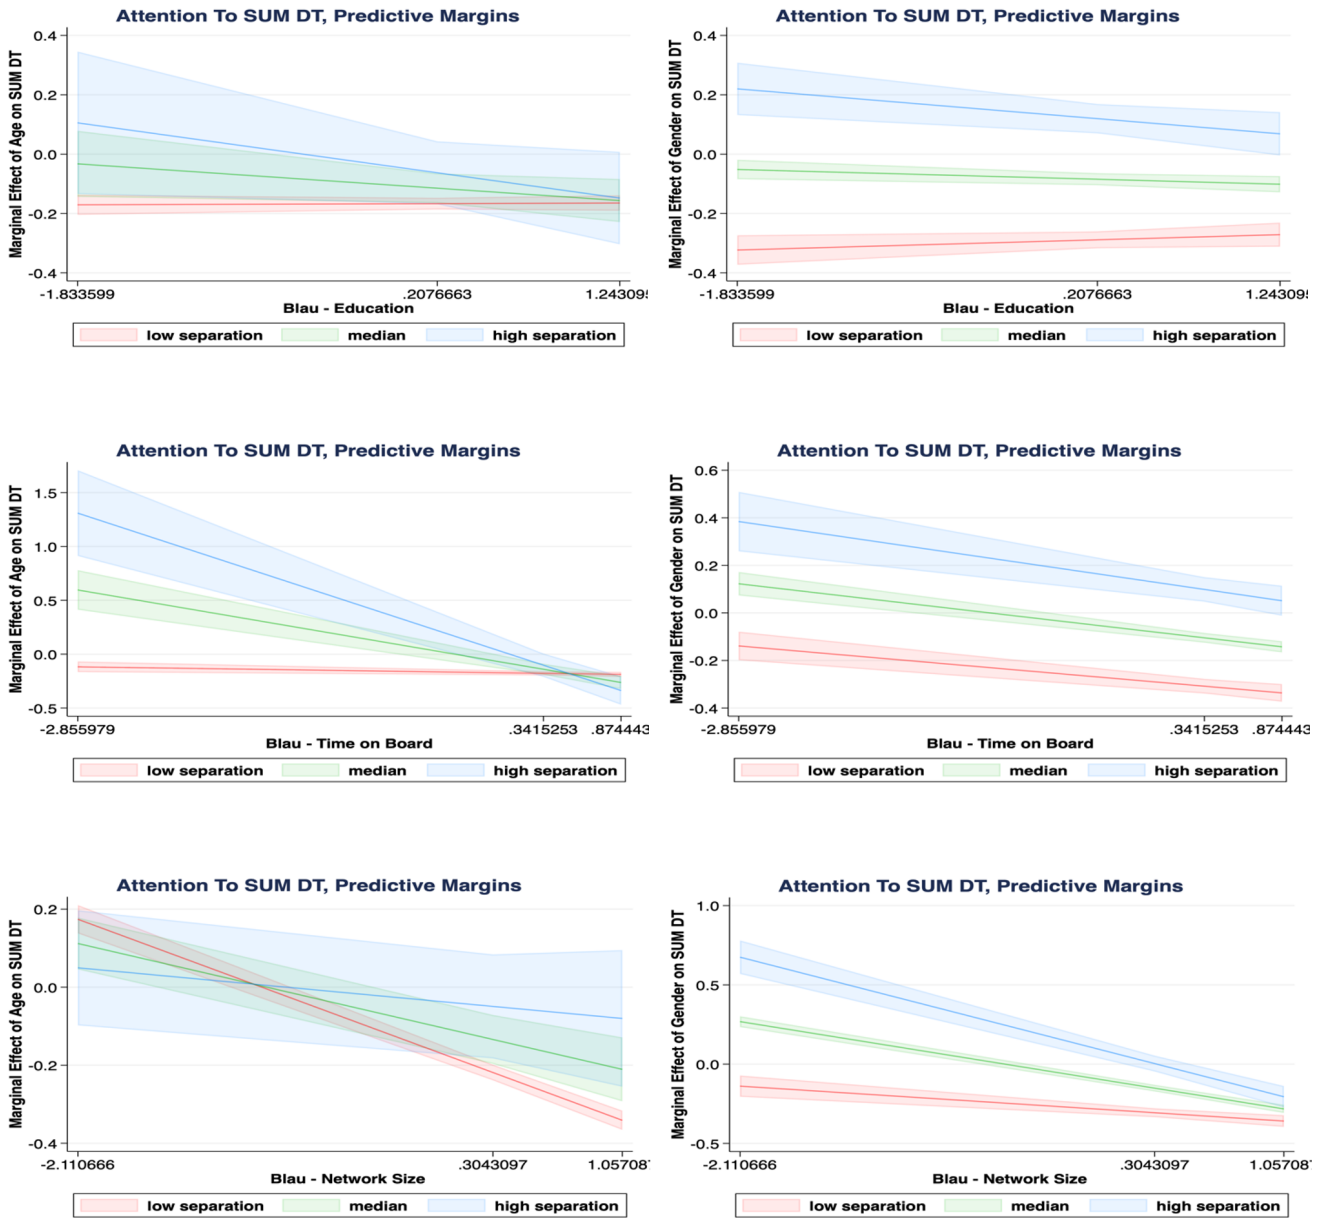 Attention To SUM DT, Predictive Margins
Marginal Effect of Age on SUM DT
0.4
0.2
0.0
-0.2
-0.4
-1.833599 .2076663 1.243095
Blau - Education
low separation median high separation
Attention To SUM DT, Predictive Margins
Marginal Effect of Gender on SUM DT
0.4
0.2
0.0
-0.2
-0.4
-1.833599 .2076663 1.243095
Blau - Education
low separation median high separation
Attention To SUM DT, Predictive Margins
Marginal Effect of Age on SUM DT
1.5
1.0
0.5
0.0
-0.5
-2.855979 .3415253 .874443
Blau - Time on Board
low separation median high separation
Attention To SUM DT, Predictive Margins
Marginal Effect of Gender on SUM DT
0.6
0.4
0.2
0.0
-0.2
-0.4
-2.855979 .3415253 .874443
Blau - Time on Board
low separation median high separation
Attention To SUM DT, Predictive Margins
Marginal Effect of Age on SUM DT
0.2
0.0
-0.2
-0.4
-2.110666 .3043097 1.05708
Blau - Network Size
low separation median high separation
Attention To SUM DT, Predictive Margins
Marginal Effect of Gender on SUM DT
1.0
0.5
0.0
-0.5
-2.110666 .3043097 1.05708
Blau - Network Size
low separation median high separation